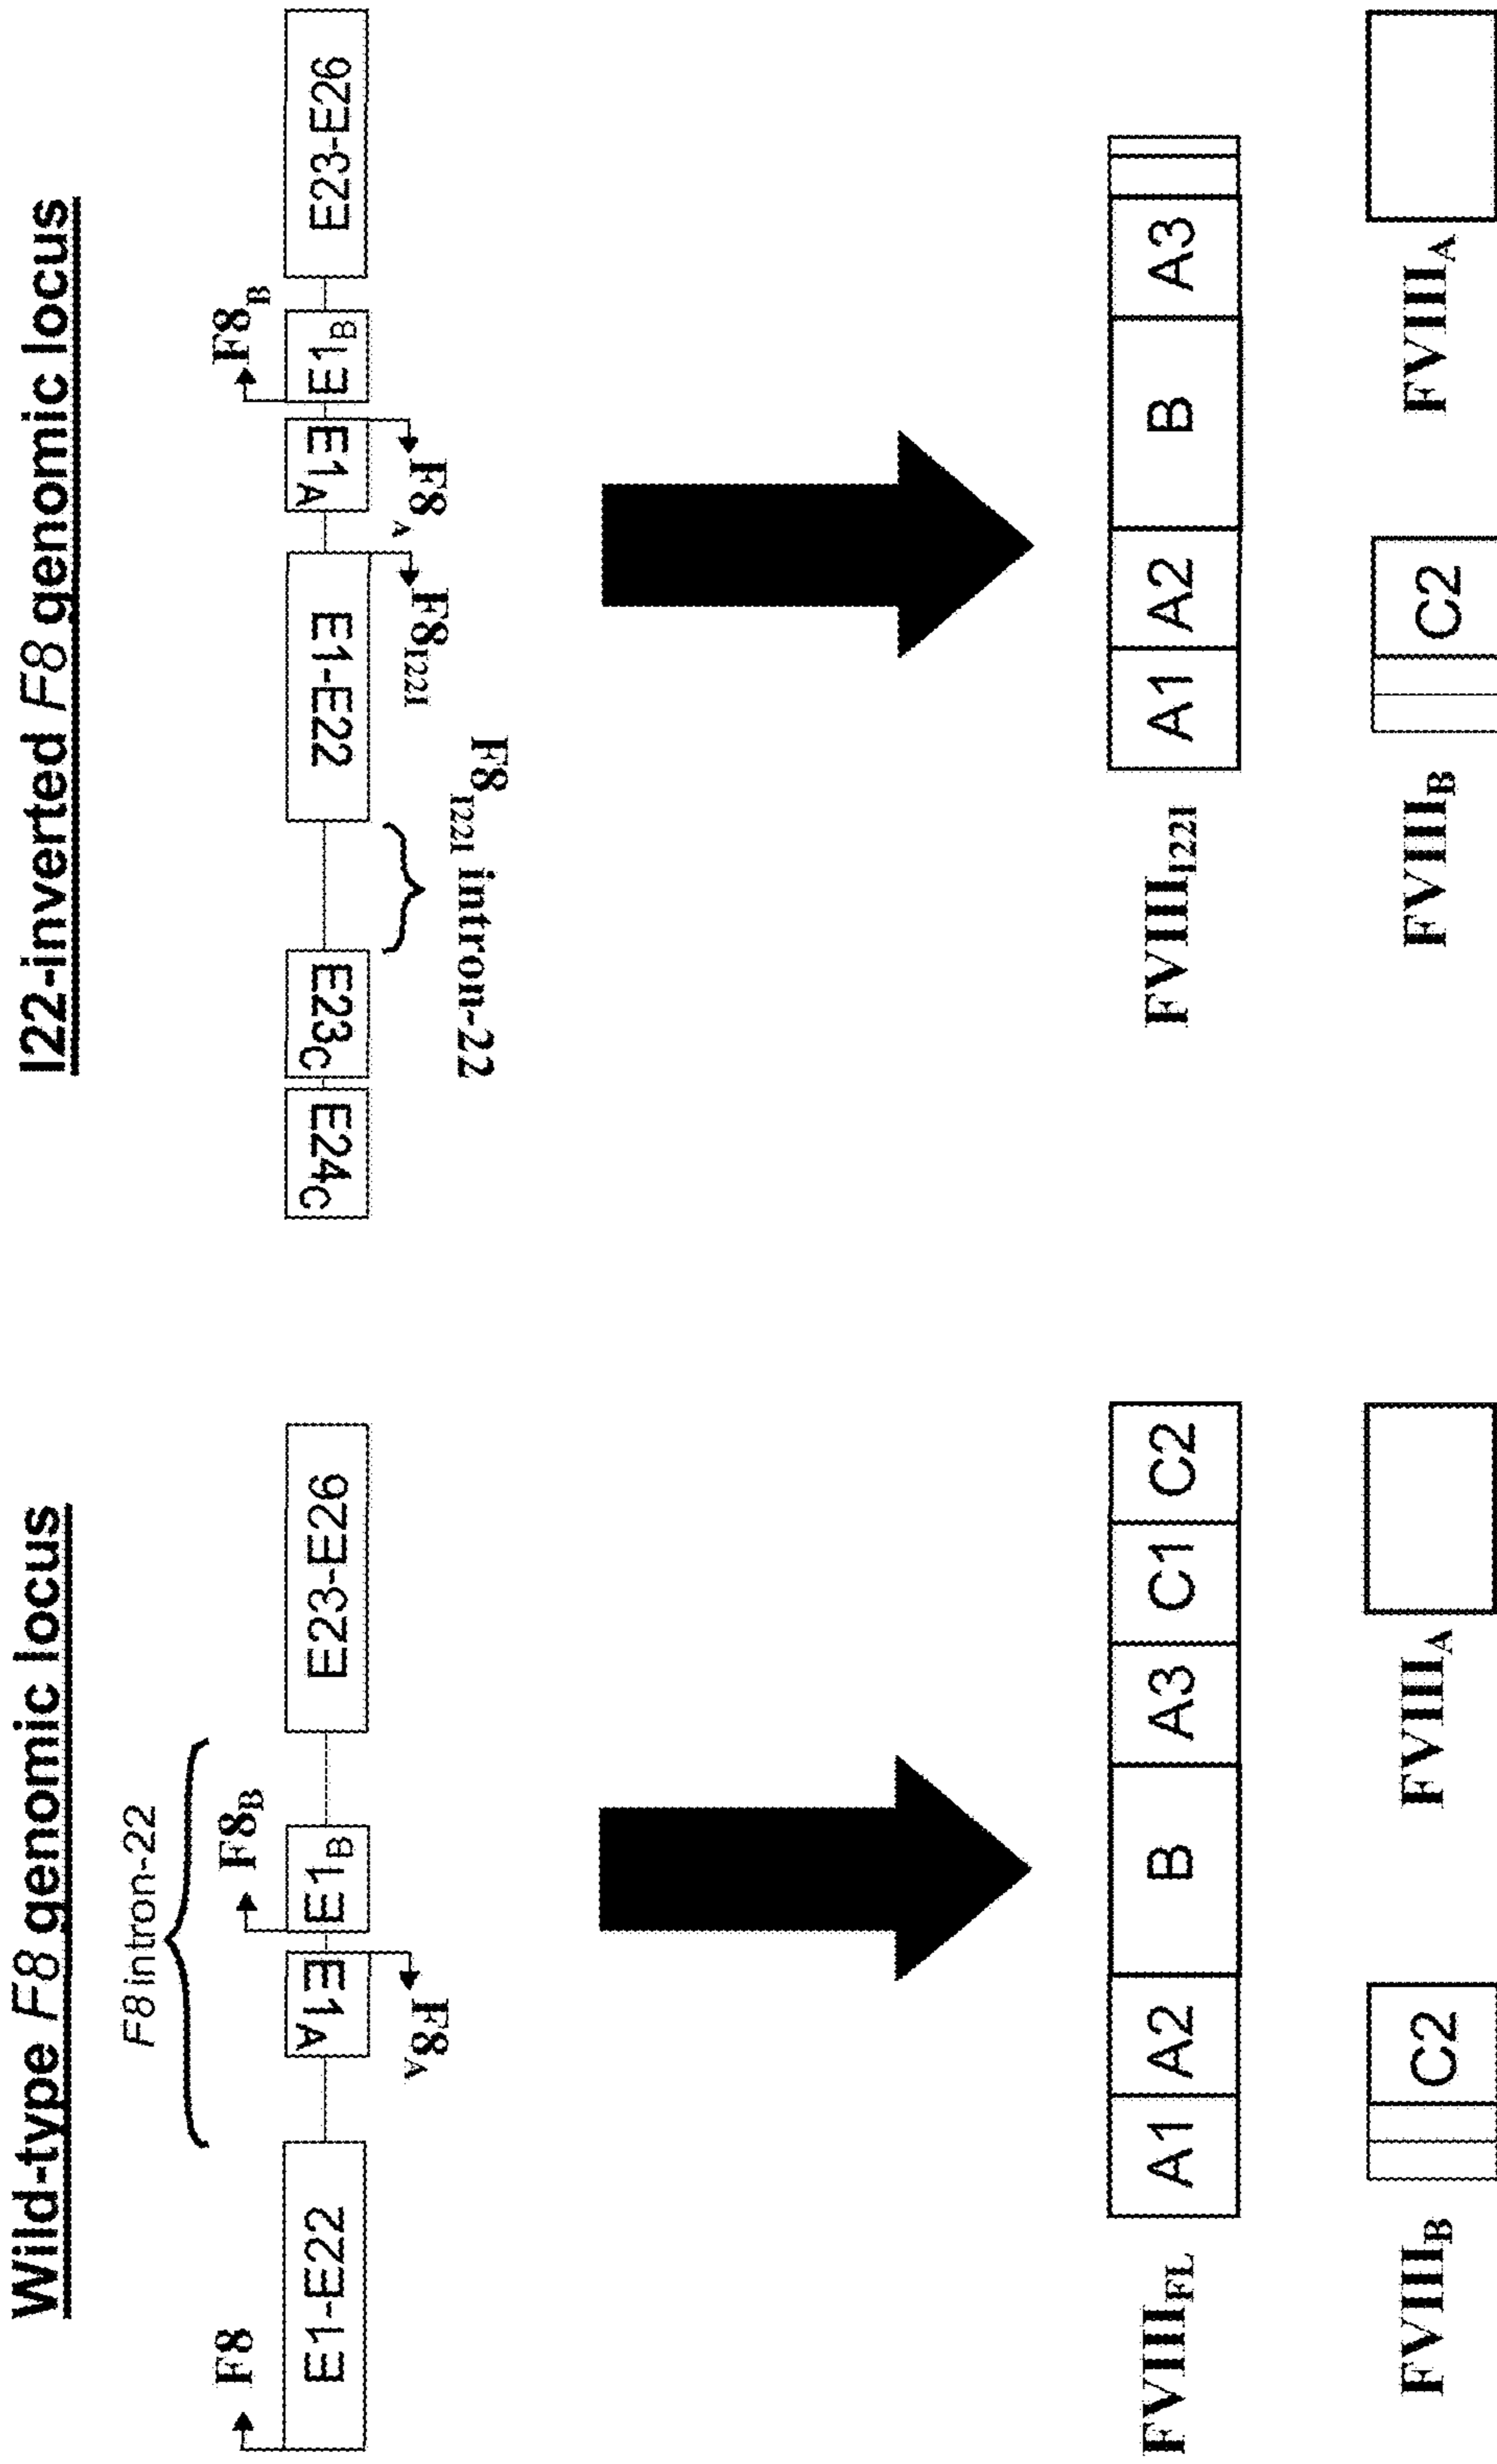 Wild-type F8 genomic locus
F8 intron-22
F8
F8B
E1-E22
E1A
E1B
E23-E26
F8A
FVIIIFL
A1
A2
B
A3
C1
C2
FVIIIB
C2
FVIIIA
I22-inverted F8 genomic locus
F8B
E24C
E23C
E1-E22
E1A
E1B
E23-E26
F8I22I
F8A
F8I22I intron-22
FVIIII22I
A1
A2
B
A3
FVIIIB
C2
FVIIIA